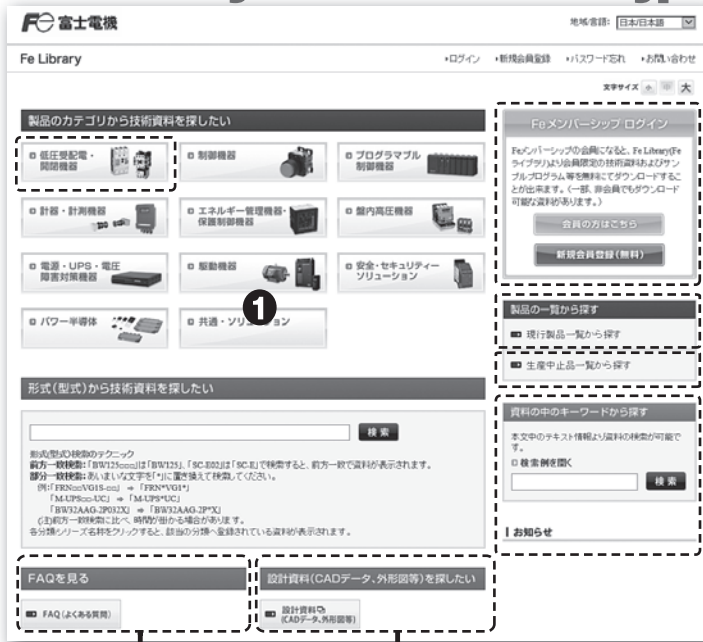 Fe 富士電機
地域/言語: 日本/日本語
Fe Library
ログイン 新規会員登録 パスワード忘れ お問い合わせ
文字サイズ 小 中 大
製品のカテゴリから技術資料を探したい
低圧受配電・
開閉機器
制御機器
プログラマブル
制御機器
計器・計測機器
エネルギー管理機器・
保護制御機器
盤内高圧機器
電源・UPS・電圧
障害対策機器
駆動機器
安全・セキュリティー
ソリューション
パワー半導体
共通・ソリューション
1
形式(型式)から技術資料を探したい
検索
形式(型式)検索のテクニック
前方一致検索:「BW125□□□」は「BW125」、「SC-E02」は「SC-E」で検索すると、前方一致で資料が表示されます。
部分一致検索:あいまいな文字を「*」に置き換えて検索してください。
例:「FRN□□VG1S-□□」 ⇒ 「FRN*VG1*」
「M-UPS□□-UC」 ⇒ 「M-UPS*UC」
「BW32AAG-2P032X」 ⇒ 「BW32AAG-2P*X」
(注)前方一致検索に比べ、時間が掛かる場合があります。
各分類・シリーズ名称をクリックすると、該当の分類へ登録されている資料が表示されます。
FAQを見る
FAQ(よくある質問)
設計資料(CADデータ、外形図等)を探したい
設計資料
(CADデータ、外形図等)
Feメンバーシップ ログイン
Feメンバーシップの会員になると、Fe Library(Fe
ライブラリ)より会員限定の技術資料およびサン
プルプログラム等を無料にてダウンロードするこ
とが出来ます。(一部、非会員でもダウンロード
可能な資料があります。)
会員の方はこちら
新規会員登録(無料)
製品の一覧から探す
現行製品一覧から探す
生産中止品一覧から探す
資料の中のキーワードから探す
本文中のテキスト情報より資料の検索が可能で
す。
検索例を開く
検索
お知らせ